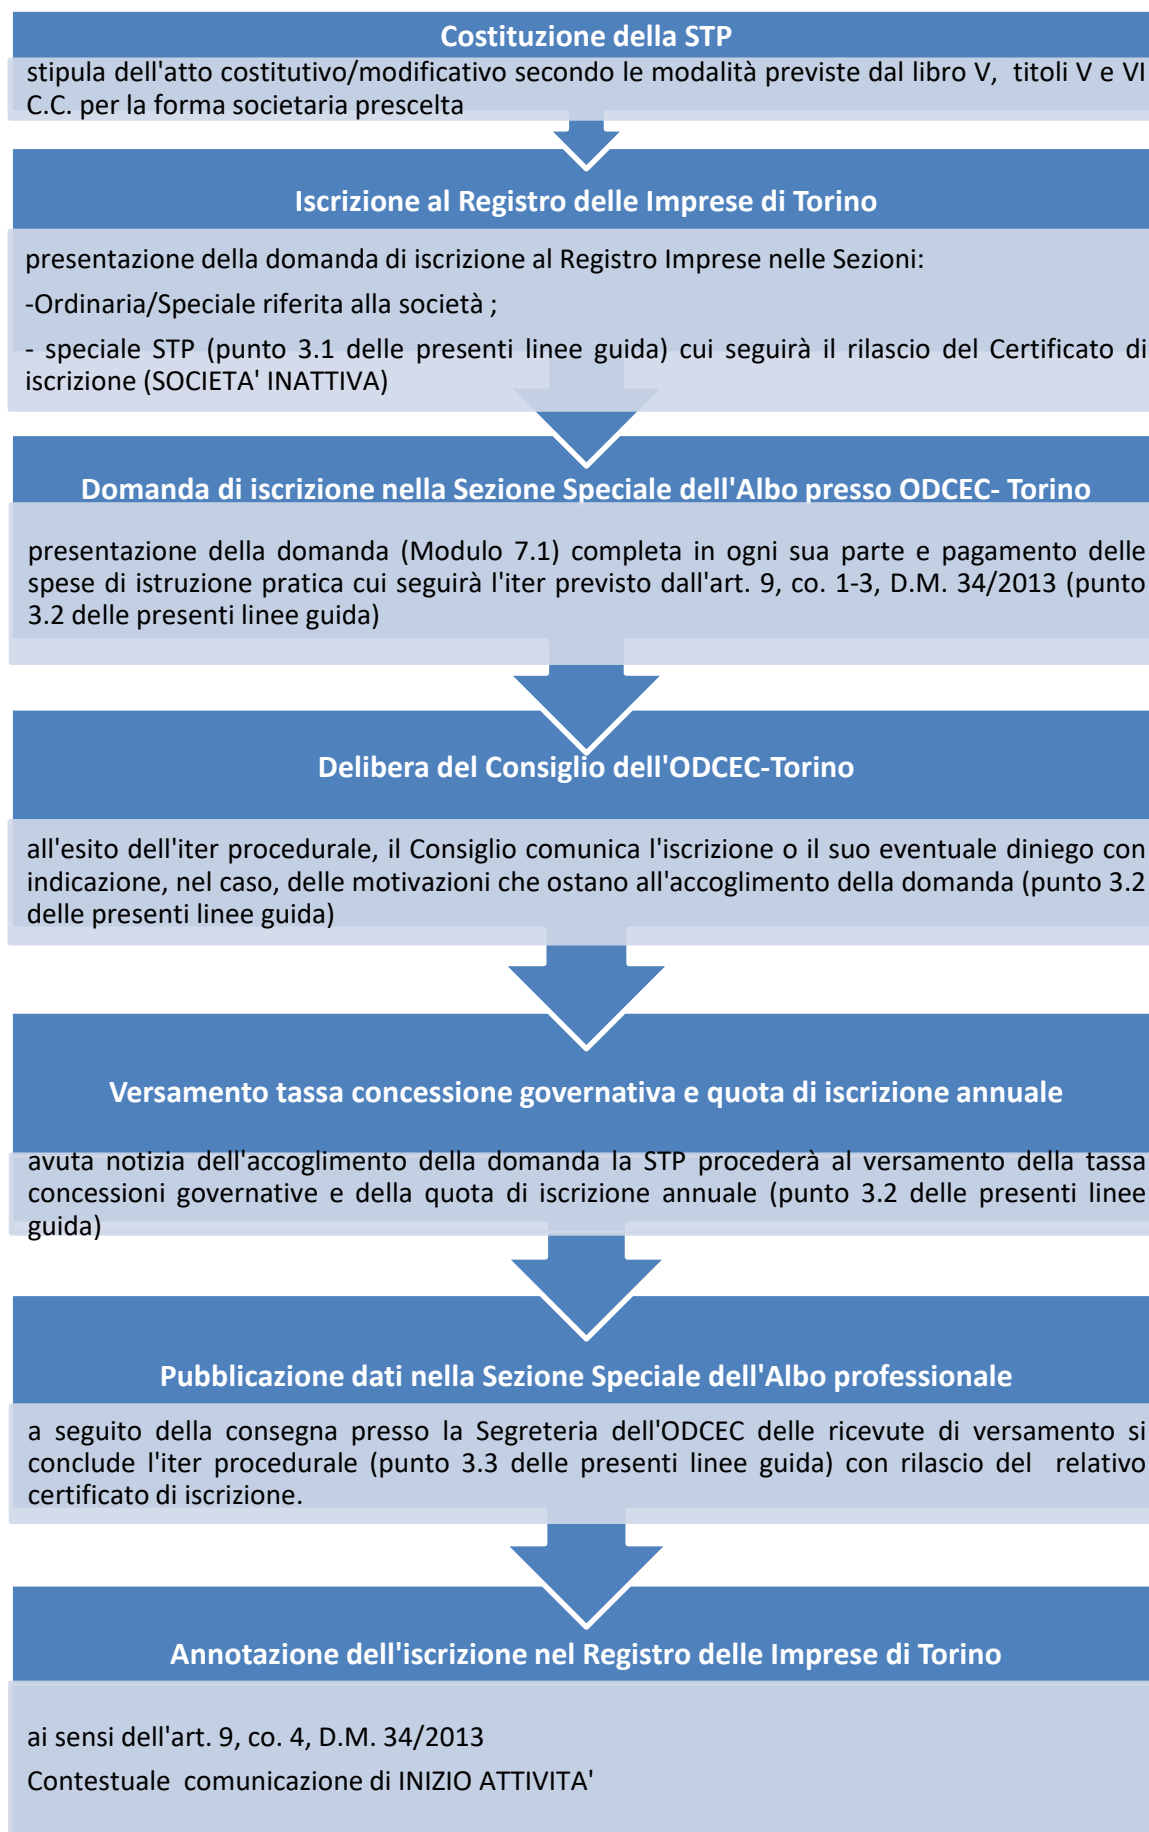 Costituzione della STP
stipula dell'atto costitutivo/modificativo secondo le modalità previste dal libro V, titoli V e VI
C.C. per la forma societaria prescelta
Iscrizione al Registro delle Imprese di Torino
presentazione della domanda di iscrizione al Registro Imprese nelle Sezioni:
-Ordinaria/Speciale riferita alla società ;
- speciale STP (punto 3.1 delle presenti linee guida) cui seguirà il rilascio del Certificato di
iscrizione (SOCIETA' INATTIVA)
Domanda di iscrizione nella Sezione Speciale dell'Albo presso ODCEC- Torino
presentazione della domanda (Modulo 7.1) completa in ogni sua parte e pagamento delle
spese di istruzione pratica cui seguirà l'iter previsto dall'art. 9, co. 1-3, D.M. 34/2013 (punto
3.2 delle presenti linee guida)
Delibera del Consiglio dell'ODCEC-Torino
all'esito dell'iter procedurale, il Consiglio comunica l'iscrizione o il suo eventuale diniego con
indicazione, nel caso, delle motivazioni che ostano all'accoglimento della domanda (punto 3.2
delle presenti linee guida)
Versamento tassa concessione governativa e quota di iscrizione annuale
avuta notizia dell'accoglimento della domanda la STP procederà al versamento della tassa
concessioni governative e della quota di iscrizione annuale (punto 3.2 delle presenti linee
guida)
Pubblicazione dati nella Sezione Speciale dell'Albo professionale
a seguito della consegna presso la Segreteria dell'ODCEC delle ricevute di versamento si
conclude l'iter procedurale (punto 3.3 delle presenti linee guida) con rilascio del relativo
certificato di iscrizione.
Annotazione dell'iscrizione nel Registro delle Imprese di Torino
ai sensi dell'art. 9, co. 4, D.M. 34/2013
Contestuale comunicazione di INIZIO ATTIVITA'